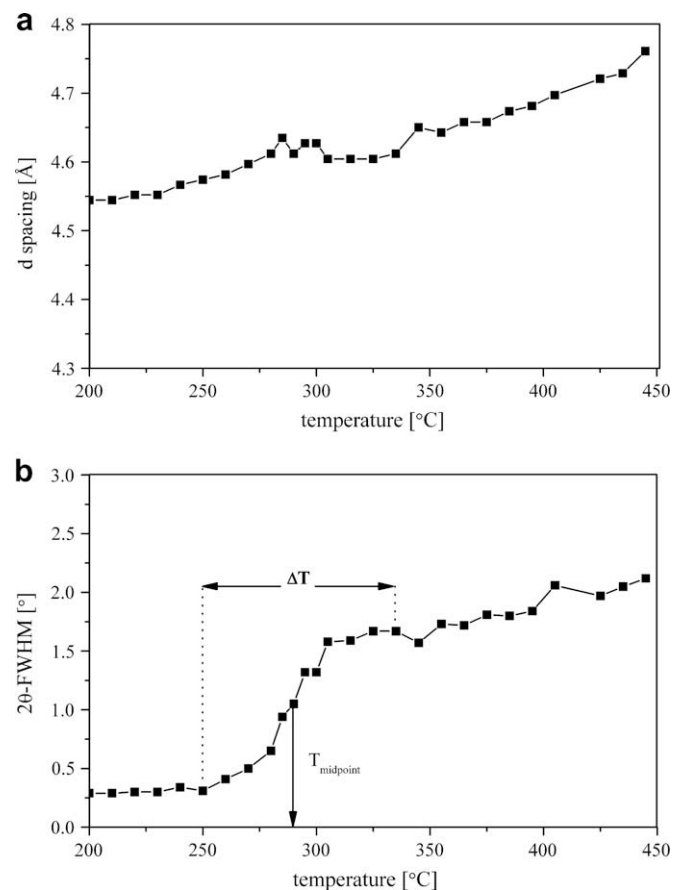 a
4.8
4.7
4.6
4.5
4.4
4.3
d spacing [Å]
200 250 300 350 400 450
temperature [°C]
b
3.0
2.5
2.0
1.5
1.0
0.5
0.0
2θ-FWHM [°]
ΔT
T_midpoint
200 250 300 350 400 450
temperature [°C]